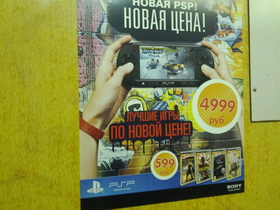 НОВАЯ PSP!
НОВАЯ ЦЕНА!
4999
руб
ЛУЧШИЕ ИГРЫ
ПО НОВОЙ ЦЕНЕ!
599
PSP
SONY